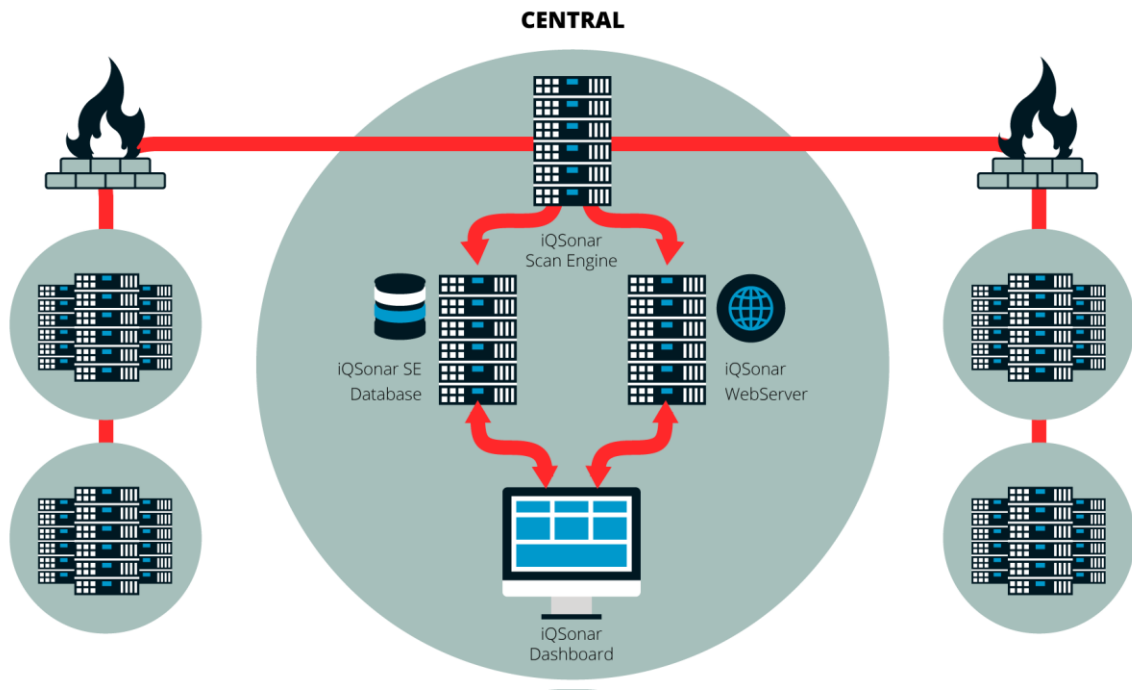 CENTRAL
iQSonar
Scan Engine
iQSonar SE
Database
iQSonar
WebServer
iQSonar
Dashboard